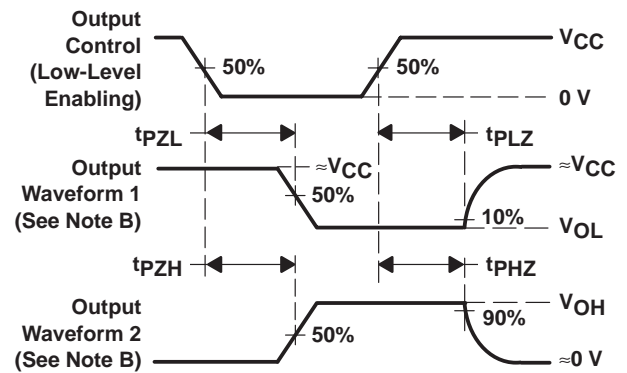 Output
Control
(Low-Level
Enabling)
50%
50%
VCC
0 V
tPZL
tPLZ
Output
Waveform 1
(See Note B)
≈VCC
50%
≈VCC
10%
VOL
tPZH
tPHZ
Output
Waveform 2
(See Note B)
50%
VOH
90%
≈0 V